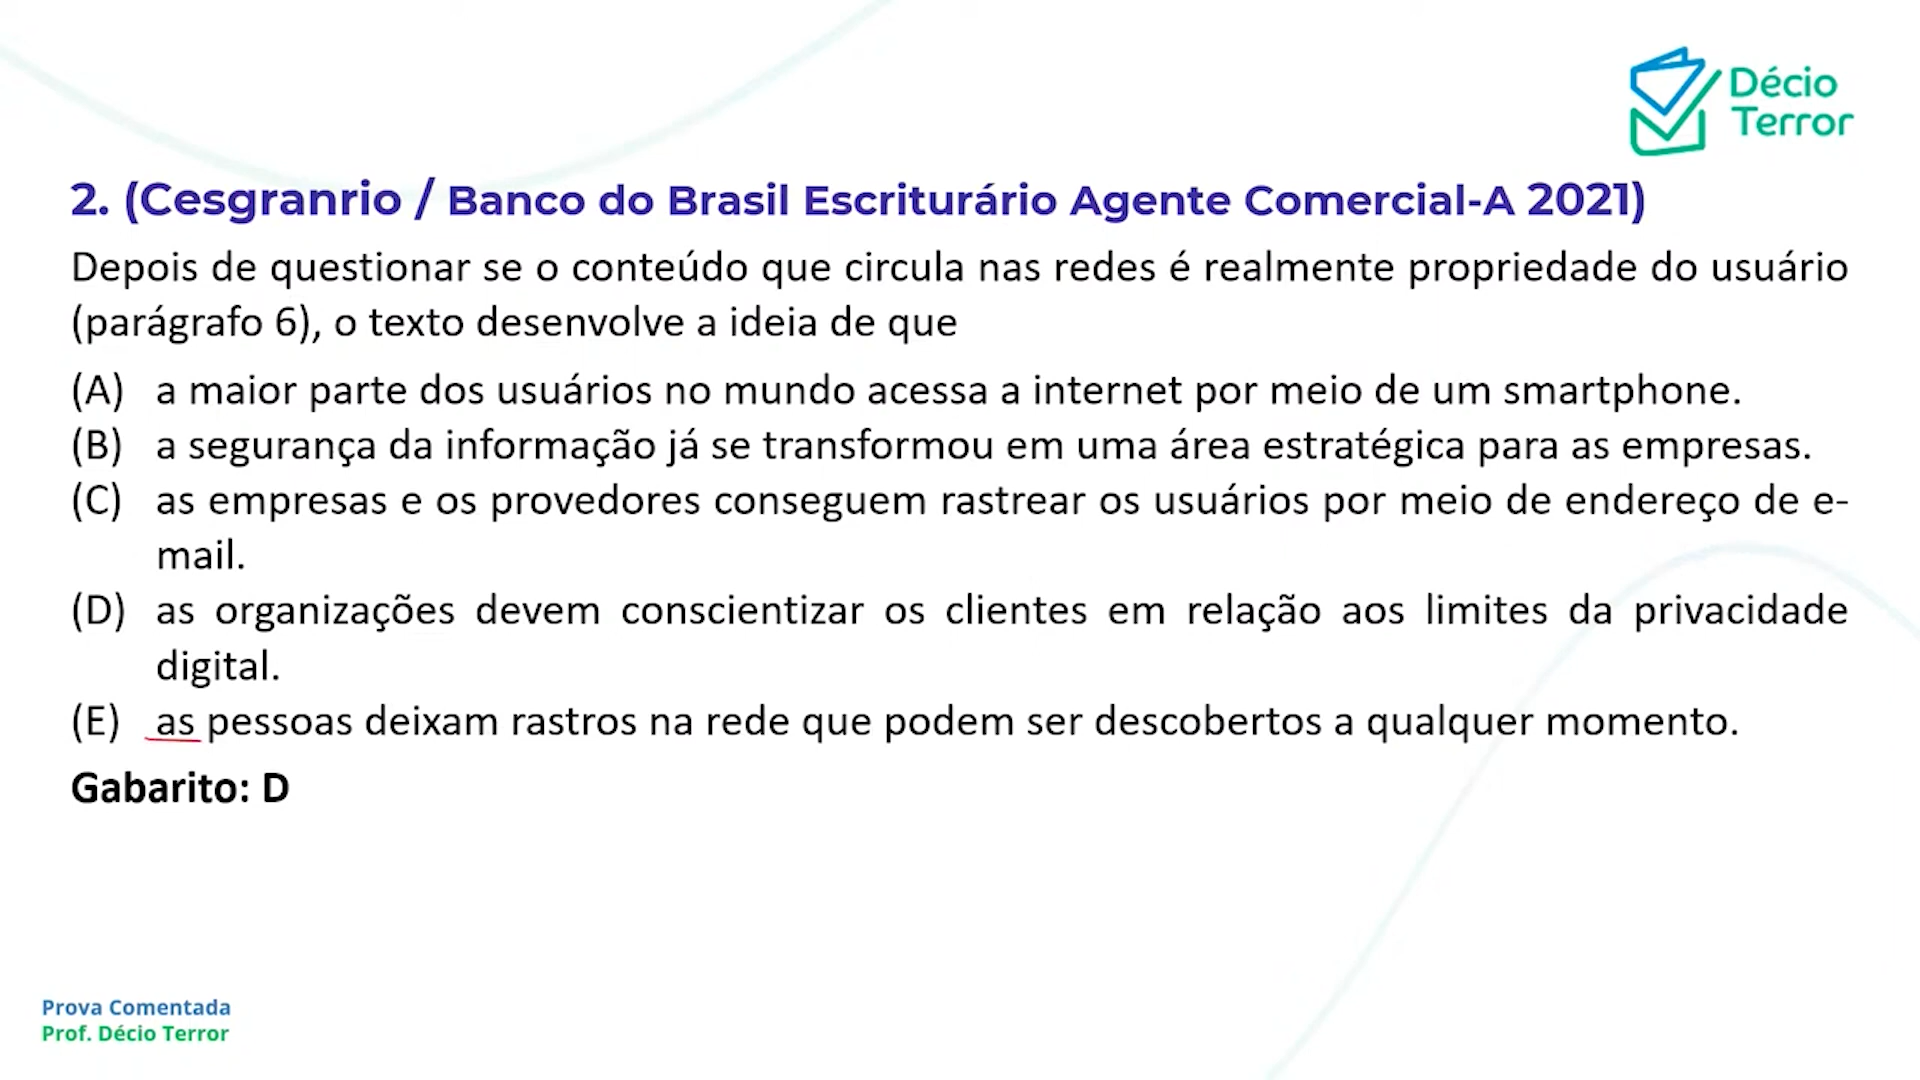 Décio
Terror
2. (Cesgranrio / Banco do Brasil Escriturário Agente Comercial-A 2021)
Depois de questionar se o conteúdo que circula nas redes é realmente propriedade do usuário
(parágrafo 6), o texto desenvolve a ideia de que
(A) a maior parte dos usuários no mundo acessa a internet por meio de um smartphone.
(B) a segurança da informação já se transformou em uma área estratégica para as empresas.
(C) as empresas e os provedores conseguem rastrear os usuários por meio de endereço de e-
mail.
(D) as organizações devem conscientizar os clientes em relação aos limites da privacidade
digital.
(E) as pessoas deixam rastros na rede que podem ser descobertos a qualquer momento.
Gabarito: D
Prova Comentada
Prof. Décio Terror